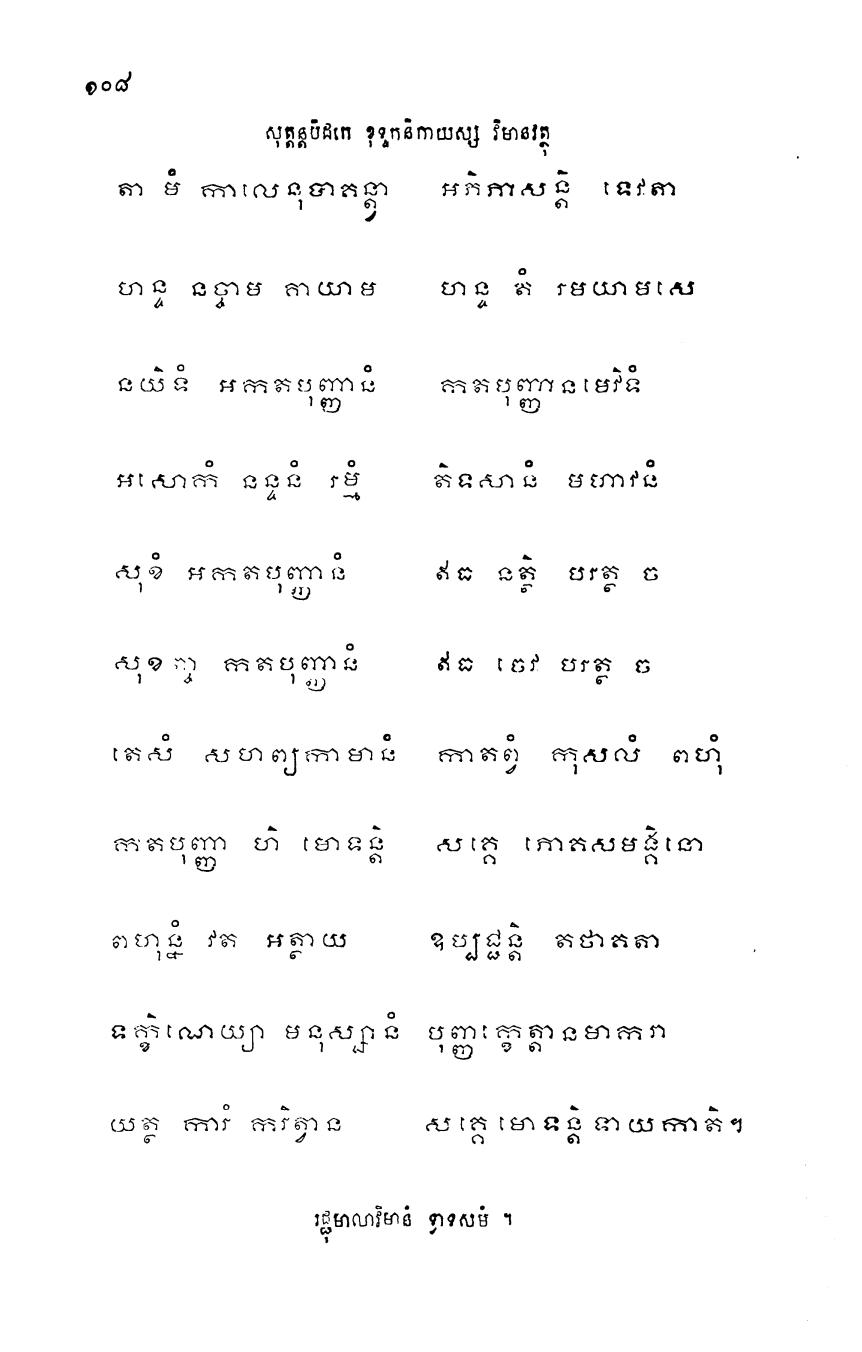 ១០៨
សុត្តន្តបិដកេ ខុទ្ទកនិកាយស្ស វិមានវត្ថុ
តា មំ កាលេនុបាគន្ត្វា អភិភាសន្តិ ទេវតា
ហន្ទ នច្ចាម គាយាម ហន្ទ តំ រមយាមសេ
នយិទំ អកតបុញ្ញានំ កតបុញ្ញានមេវិទំ
អសោកំ នន្ទនំ រម្មំ តិទសានំ មហាវនំ
សុខំ អកតបុញ្ញានំ ឥធ នត្ថិ បរត្ថ ច
សុខញ្ច កតបុញ្ញានំ ឥធ ចេវ បរត្ថ ច
តេសំ សហព្យកាមានំ កាតព្វំ កុសលំ ពហុំ
កតបុញ្ញា ហិ មោទន្តិ សគ្គេ ភោគសមង្គិនោ
ពហុន្នំ វត អត្ថាយ ឧប្បជ្ជន្តិ តថាគតា
ទក្ខិណេយ្យា មនុស្សានំ បុញ្ញក្ខេត្តានមាករា
យត្ថ ការំ ករិត្វាន សគ្គេ មោទន្តិ ទាយកាតិ។
រជ្ជុមាលាវិមានំ ទ្វាទសមំ ។